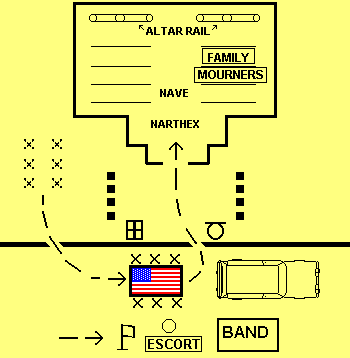 ALTAR RAIL
FAMILY
MOURNERS
NAVE
NARTHEX
ESCORT
BAND